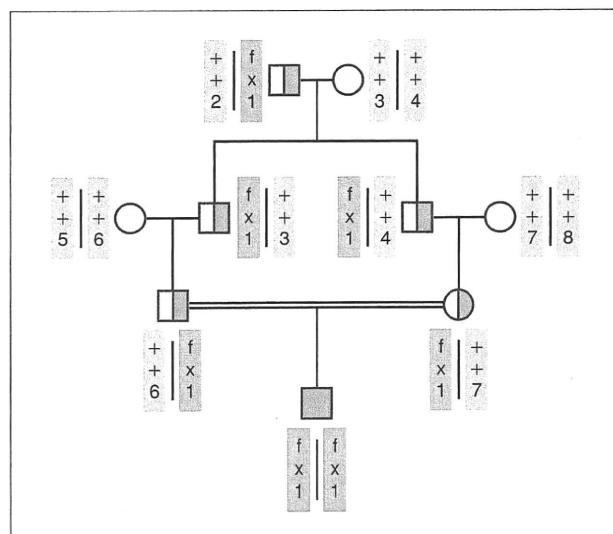 + f + +
+ x + +
2 1 3 4
+ + f + f + + +
+ + x + x + + +
5 6 1 3 1 4 7 8
+ f f +
+ x x +
6 1 1 7
f f
x x
1 1